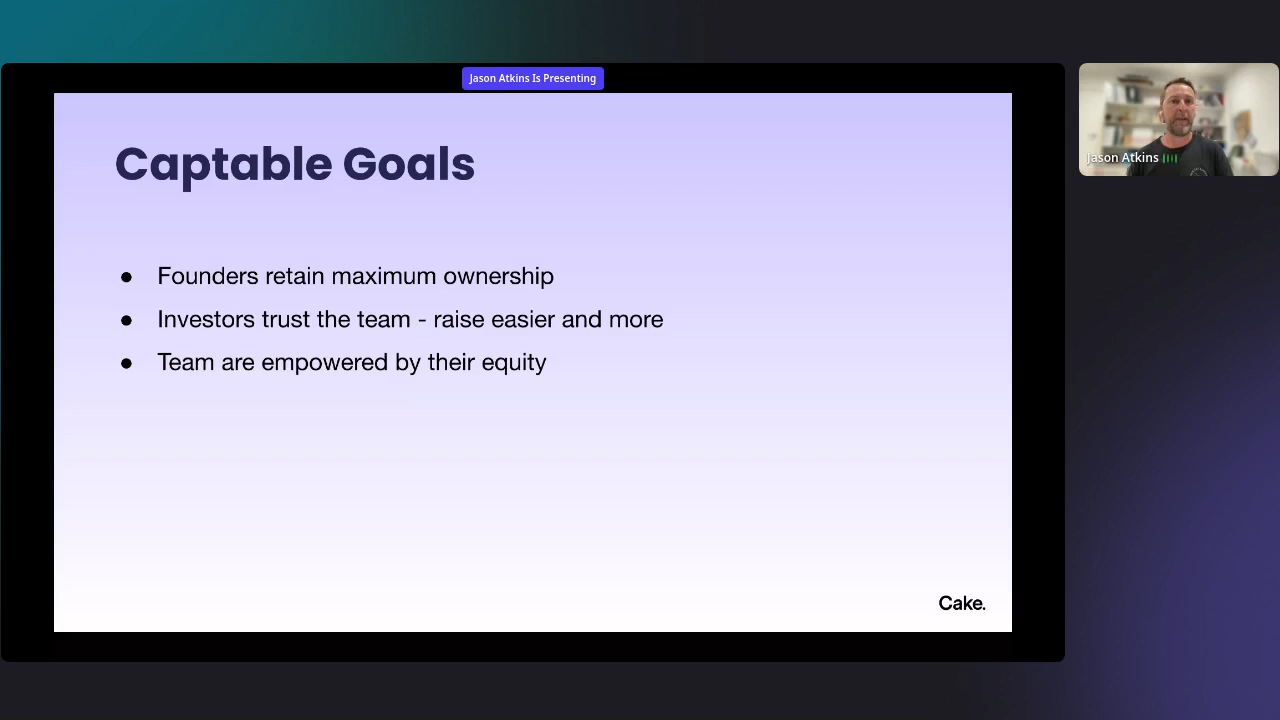 Jason Atkins Is Presenting
Captable Goals
● Founders retain maximum ownership
● Investors trust the team - raise easier and more
● Team are empowered by their equity
Cake.
Jason Atkins